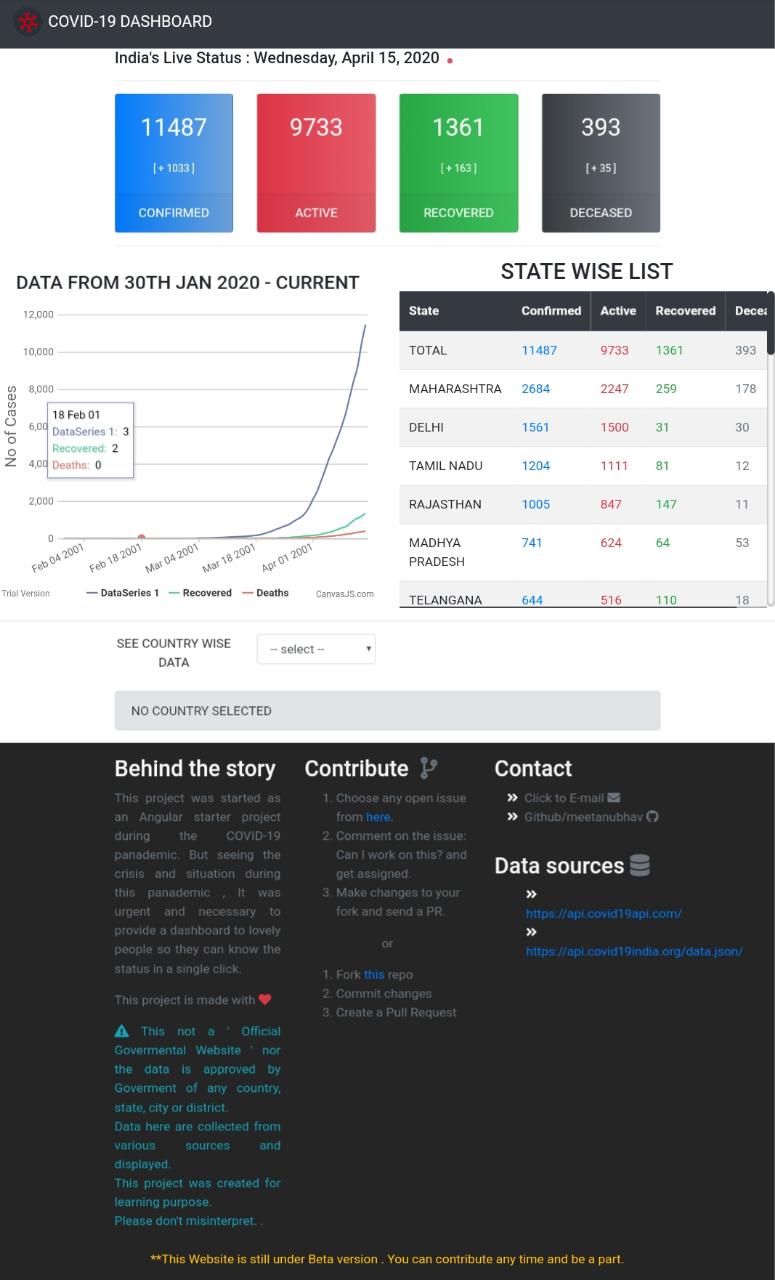 COVID-19 DASHBOARD
India's Live Status : Wednesday, April 15, 2020
11487
[ + 1033 ]
CONFIRMED
9733
ACTIVE
1361
[ + 163 ]
RECOVERED
393
[ + 35 ]
DECEASED
DATA FROM 30TH JAN 2020 - CURRENT
No of Cases
12,000
10,000
8,000
6,00
4,00
2,000
0
18 Feb 01
DataSeries 1: 3
Recovered: 2
Deaths: 0
Feb 04 2001
Feb 18 2001
Mar 04 2001
Mar 18 2001
Apr 01 2001
Trial Version
DataSeries 1 Recovered Deaths
CanvasJS.com
STATE WISE LIST
State Confirmed Active Recovered Decea
TOTAL 11487 9733 1361 393
MAHARASHTRA 2684 2247 259 178
DELHI 1561 1500 31 30
TAMIL NADU 1204 1111 81 12
RAJASTHAN 1005 847 147 11
MADHYA 741 624 64 53
PRADESH
TELANGANA 644 516 110 18
SEE COUNTRY WISE
DATA
-- select --
NO COUNTRY SELECTED
Behind the story
This project was started as
an Angular starter project
during the COVID-19
panademic. But seeing the
crisis and situation during
this panademic , It was
urgent and necessary to
provide a dashboard to lovely
people so they can know the
status in a single click.
This project is made with
This not a ' Official
Govermental Website ' nor
the data is approved by
Goverment of any country,
state, city or district.
Data here are collected from
various sources and
displayed.
This project was created for
learning purpose.
Please don't misinterpret. .
Contribute
1. Choose any open issue
from here.
2. Comment on the issue:
Can I work on this? and
get assigned.
3. Make changes to your
fork and send a PR.
or
1. Fork this repo
2. Commit changes
3. Create a Pull Request
Contact
Click to E-mail
Github/meetanubhav
Data sources
https://api.covid19api.com/
https://api.covid19india.org/data.json/
**This Website is still under Beta version . You can contribute any time and be a part.